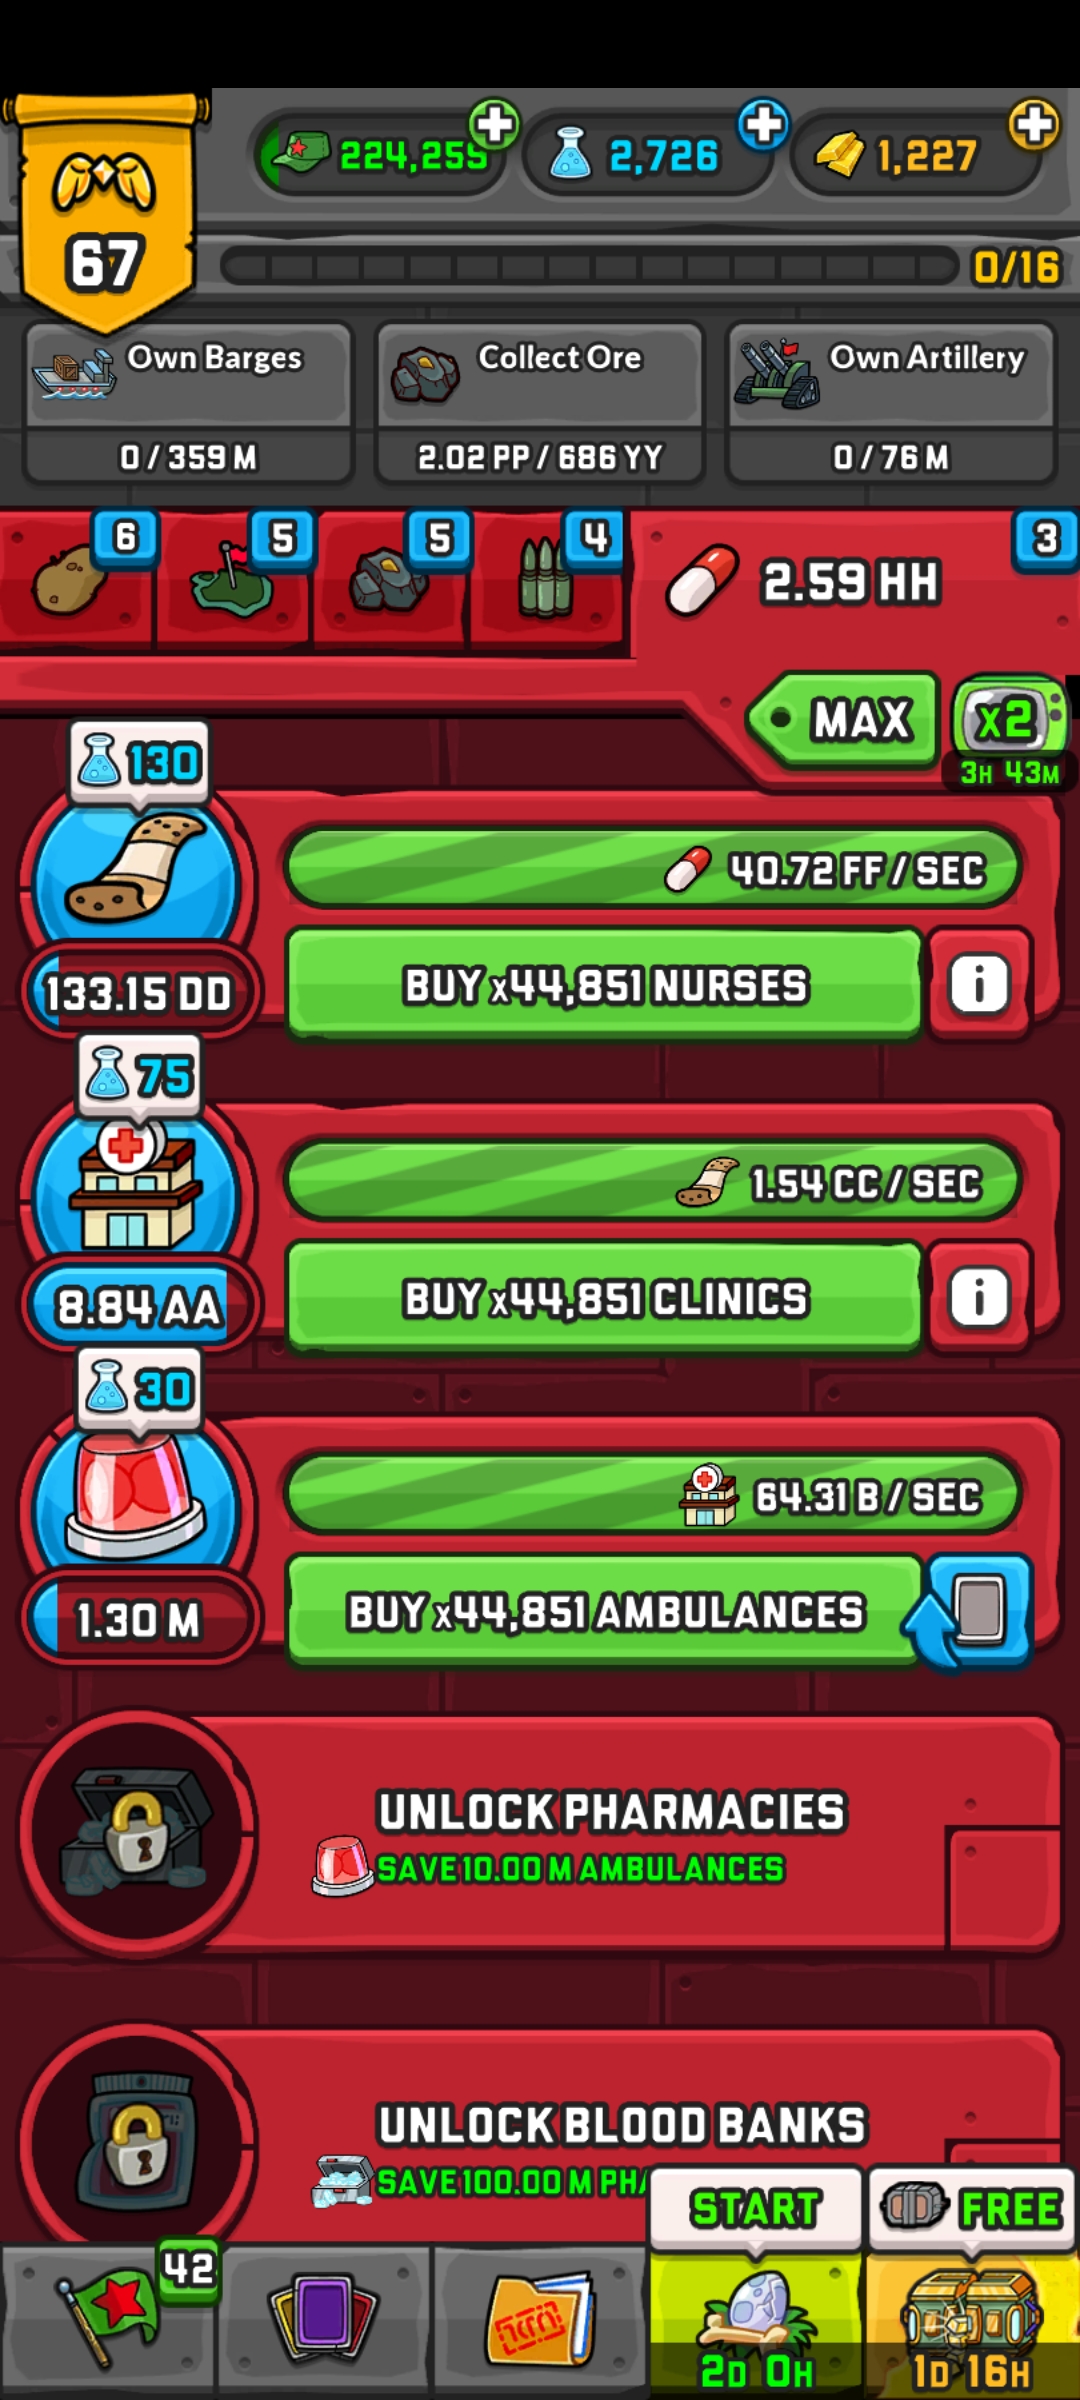 224,255
2,726
1,227
67
0/16
Own Barges
0 / 359 M
Collect Ore
2.02 PP / 686 YY
Own Artillery
0 / 76 M
6
5
5
4
3
2.59 HH
MAX
x2
3H 43M
130
40.72 FF / SEC
133.15 DD
BUY x44,851 NURSES
i
75
1.54 CC / SEC
8.84 AA
BUY x44,851 CLINICS
i
30
64.31 B / SEC
1.30 M
BUY x44,851 AMBULANCES
UNLOCK PHARMACIES
SAVE 10.00 M AMBULANCES
UNLOCK BLOOD BANKS
SAVE 100.00 M PHA
START
FREE
42
2D 0H
1D 16H